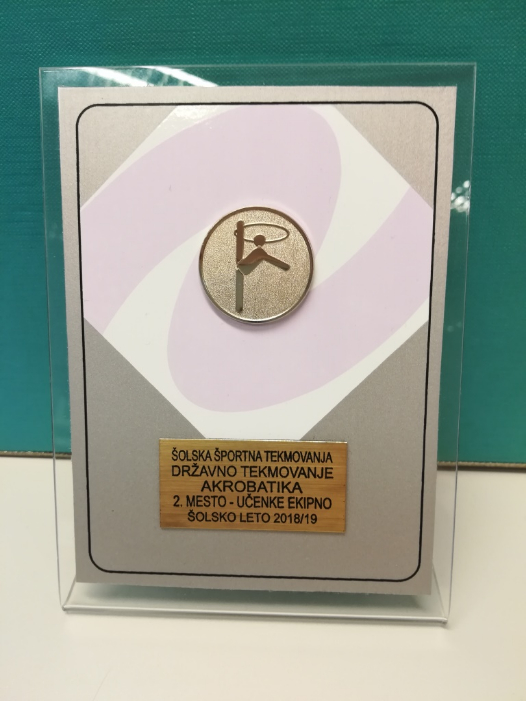 ŠOLSKA ŠPORTNA TEKMOVANJA
DRŽAVNO TEKMOVANJE
AKROBATIKA
2. MESTO - UČENKE EKIPNO
ŠOLSKO LETO 2018/19